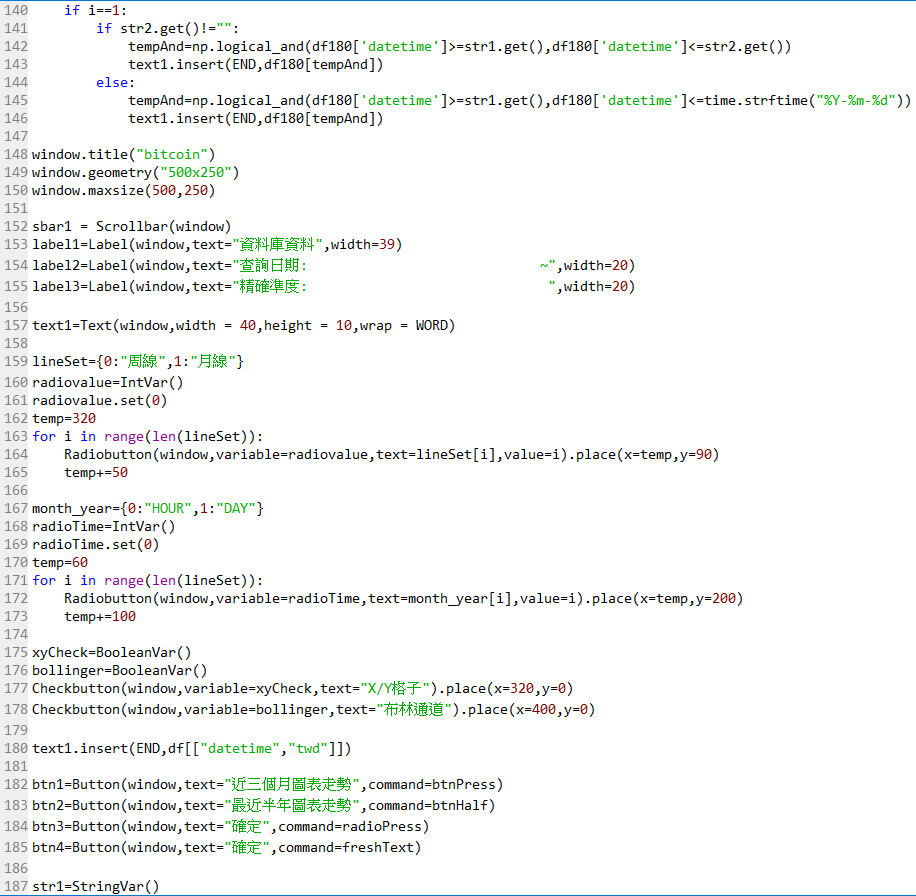 140     if i==1:
141         if str2.get()!="":
142             tempAnd=np.logical_and(df180['datetime']>=str1.get(),df180['datetime']<=str2.get())
143             text1.insert(END,df180[tempAnd])
144         else:
145             tempAnd=np.logical_and(df180['datetime']>=str1.get(),df180['datetime']<=time.strftime("%Y-%m-%d"))
146             text1.insert(END,df180[tempAnd])
147
148 window.title("bitcoin")
149 window.geometry("500x250")
150 window.maxsize(500,250)
151
152 sbar1 = Scrollbar(window)
153 label1=Label(window,text="資料庫資料",width=39)
154 label2=Label(window,text="查詢日期:                             ~",width=20)
155 label3=Label(window,text="精確準度:                              ",width=20)
156
157 text1=Text(window,width = 40,height = 10,wrap = WORD)
158
159 lineSet={0:"周線",1:"月線"}
160 radiovalue=IntVar()
161 radiovalue.set(0)
162 temp=320
163 for i in range(len(lineSet)):
164     Radiobutton(window,variable=radiovalue,text=lineSet[i],value=i).place(x=temp,y=90)
165     temp+=50
166
167 month_year={0:"HOUR",1:"DAY"}
168 radioTime=IntVar()
169 radioTime.set(0)
170 temp=60
171 for i in range(len(lineSet)):
172     Radiobutton(window,variable=radioTime,text=month_year[i],value=i).place(x=temp,y=200)
173     temp+=100
174
175 xyCheck=BooleanVar()
176 bollinger=BooleanVar()
177 Checkbutton(window,variable=xyCheck,text="X/Y格子").place(x=320,y=0)
178 Checkbutton(window,variable=bollinger,text="布林通道").place(x=400,y=0)
179
180 text1.insert(END,df[["datetime","twd"]])
181
182 btn1=Button(window,text="近三個月圖表走勢",command=btnPress)
183 btn2=Button(window,text="最近半年圖表走勢",command=btnHalf)
184 btn3=Button(window,text="確定",command=radioPress)
185 btn4=Button(window,text="確定",command=freshText)
186
187 str1=StringVar()